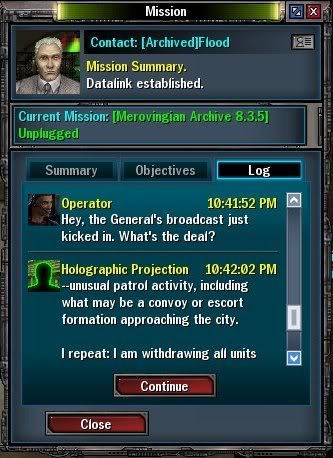 Mission
Contact: [Archived]Flood
Mission Summary.
Datalink established.
Current Mission: [Merovingian Archive 8.3.5]
Unplugged
Summary Objectives Log
Operator 10:41:52 PM
Hey, the General's broadcast just
kicked in. What's the deal?
Holographic Projection 10:42:02 PM
--unusual patrol activity, including
what may be a convoy or escort
formation approaching the city.
I repeat: I am withdrawing all units
Continue
Close